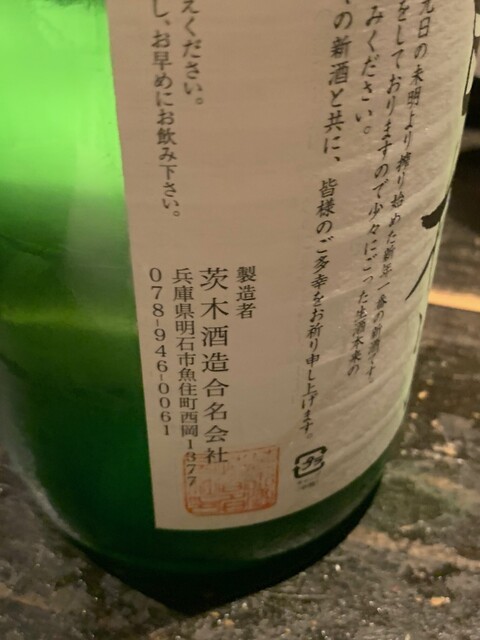 元日の未明より搾り始めた新年一番の新酒です。
をしておりますので少々にごった生酒本来の
みください。
の新酒と共に、皆様のご多幸をお祈り申し上げます。
えください。
し、お早めにお飲み下さい。
製造者
茨木酒造合名会社
兵庫県明石市魚住町西岡1377
078-946-0061